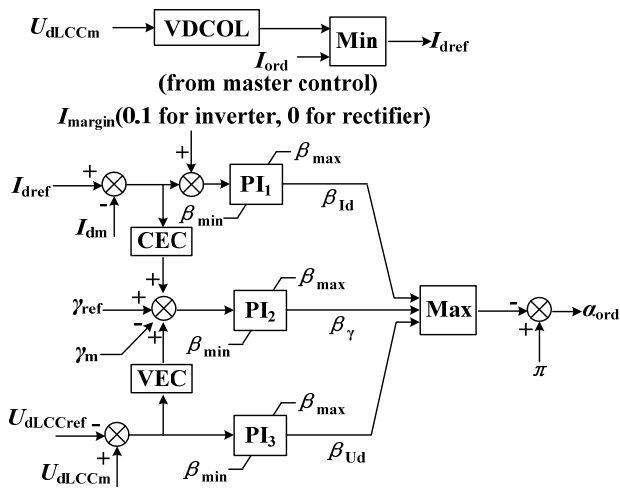 UdLCCm VDCOL Min Idref
Iord
(from master control)
Imargin(0.1 for inverter, 0 for rectifier)
+ βmax
Idref + PI1
- βmin βId
Idm
CEC
+ βmax
γref + PI2 Max - αord
- + βmin βγ +
γm π
VEC
βmax
UdLCCref - PI3
+ βmin βUd
UdLCCm